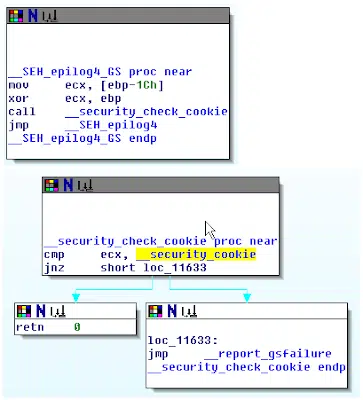 __SEH_epilog4_GS proc near
mov ecx, [ebp-1Ch]
xor ecx, ebp
call __security_check_cookie
jmp __SEH_epilog4
__SEH_epilog4_GS endp
__security_check_cookie proc near
cmp ecx, __security_cookie
jnz short loc_11633
retn 0
loc_11633:
jmp __report_gsfailure
__security_check_cookie endp